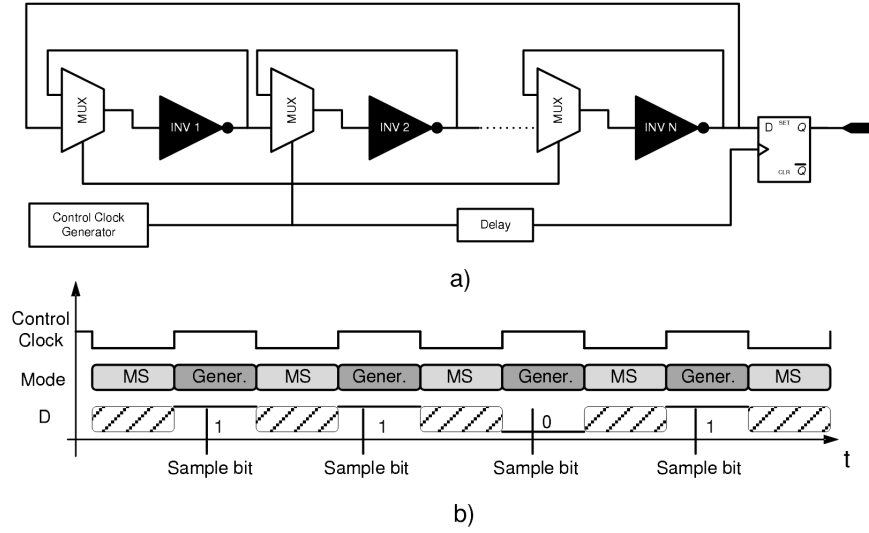 MUX
INV 1
MUX
INV 2
MUX
INV N
D SET Q
CLR Q
Control Clock
Generator
Delay
a)
Control
Clock
Mode
MS Gener. MS Gener. MS Gener. MS Gener. MS
D
1 1 0 1
t
Sample bit Sample bit Sample bit Sample bit
b)